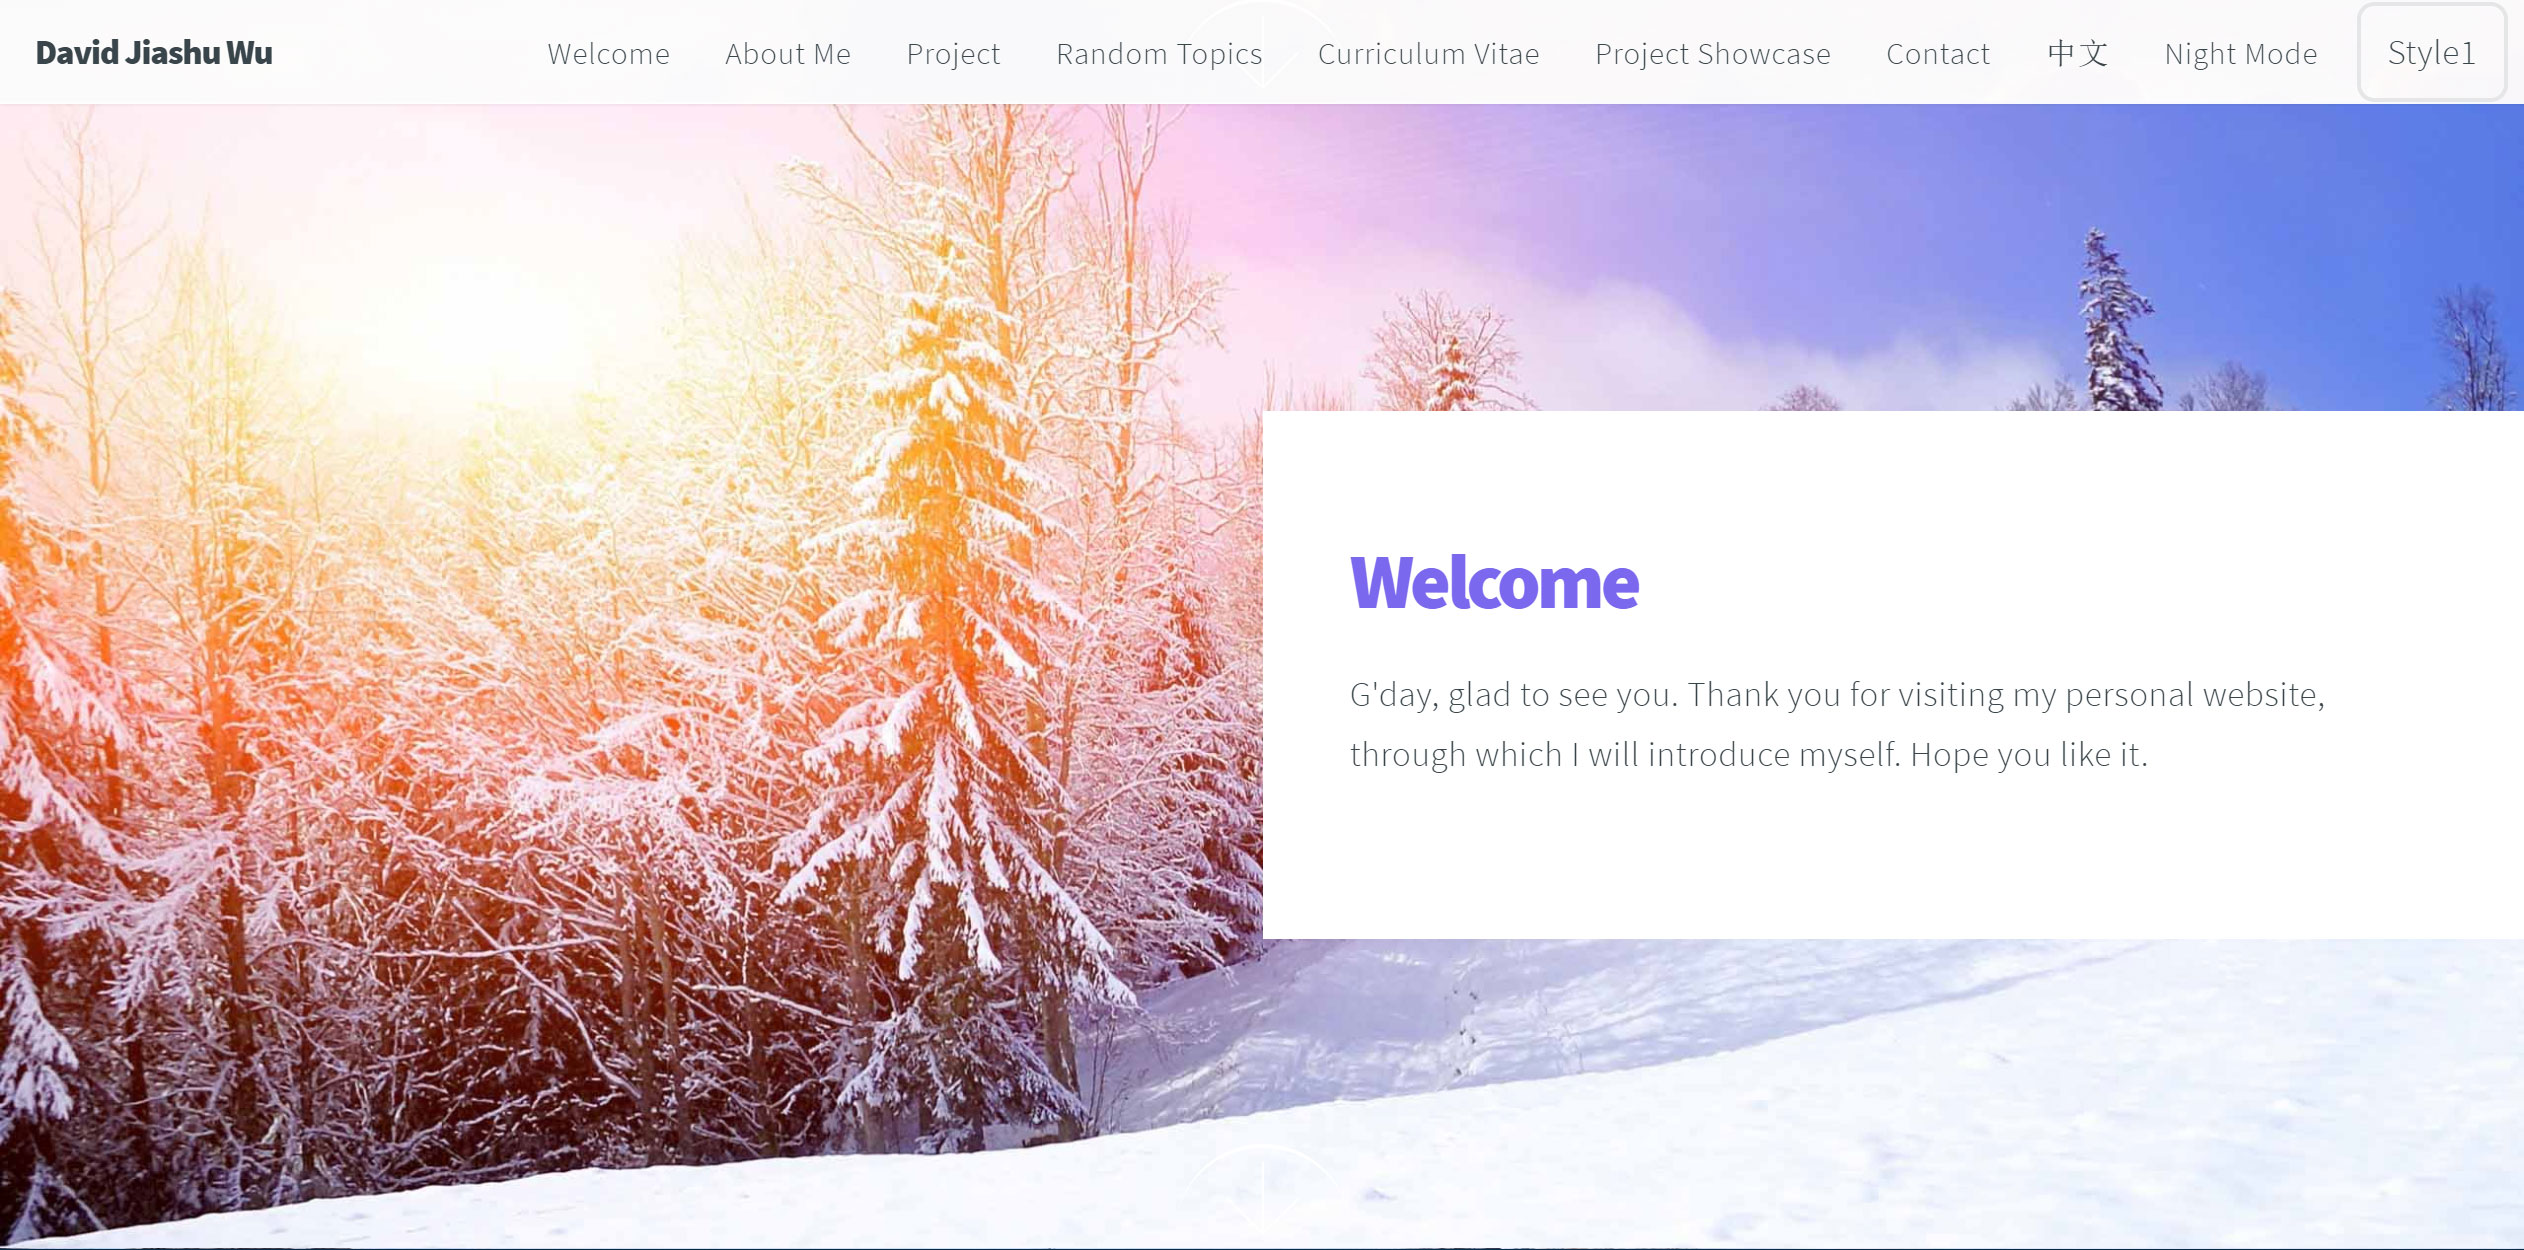 David Jiashu Wu Welcome About Me Project Random Topics Curriculum Vitae Project Showcase Contact 中文 Night Mode Style1
Welcome
G'day, glad to see you. Thank you for visiting my personal website,
through which I will introduce myself. Hope you like it.